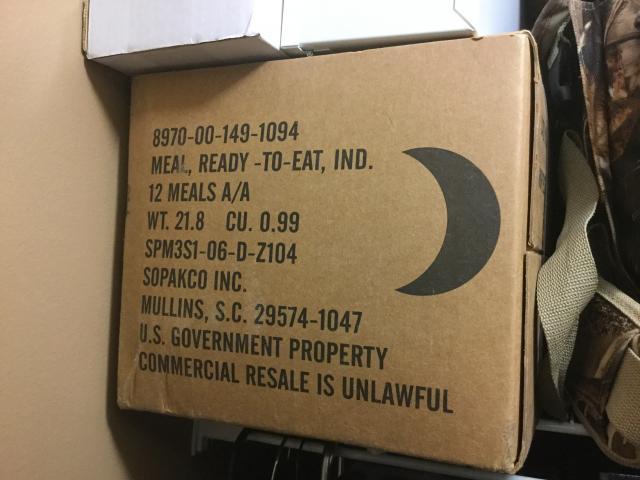 8970-00-149-1094
MEAL, READY -TO-EAT, IND.
12 MEALS A/A
WT. 21.8 CU. 0.99
SPM3S1-06-D-Z104
SOPAKCO INC.
MULLINS, S.C. 29574-1047
U.S. GOVERNMENT PROPERTY
COMMERCIAL RESALE IS UNLAWFUL